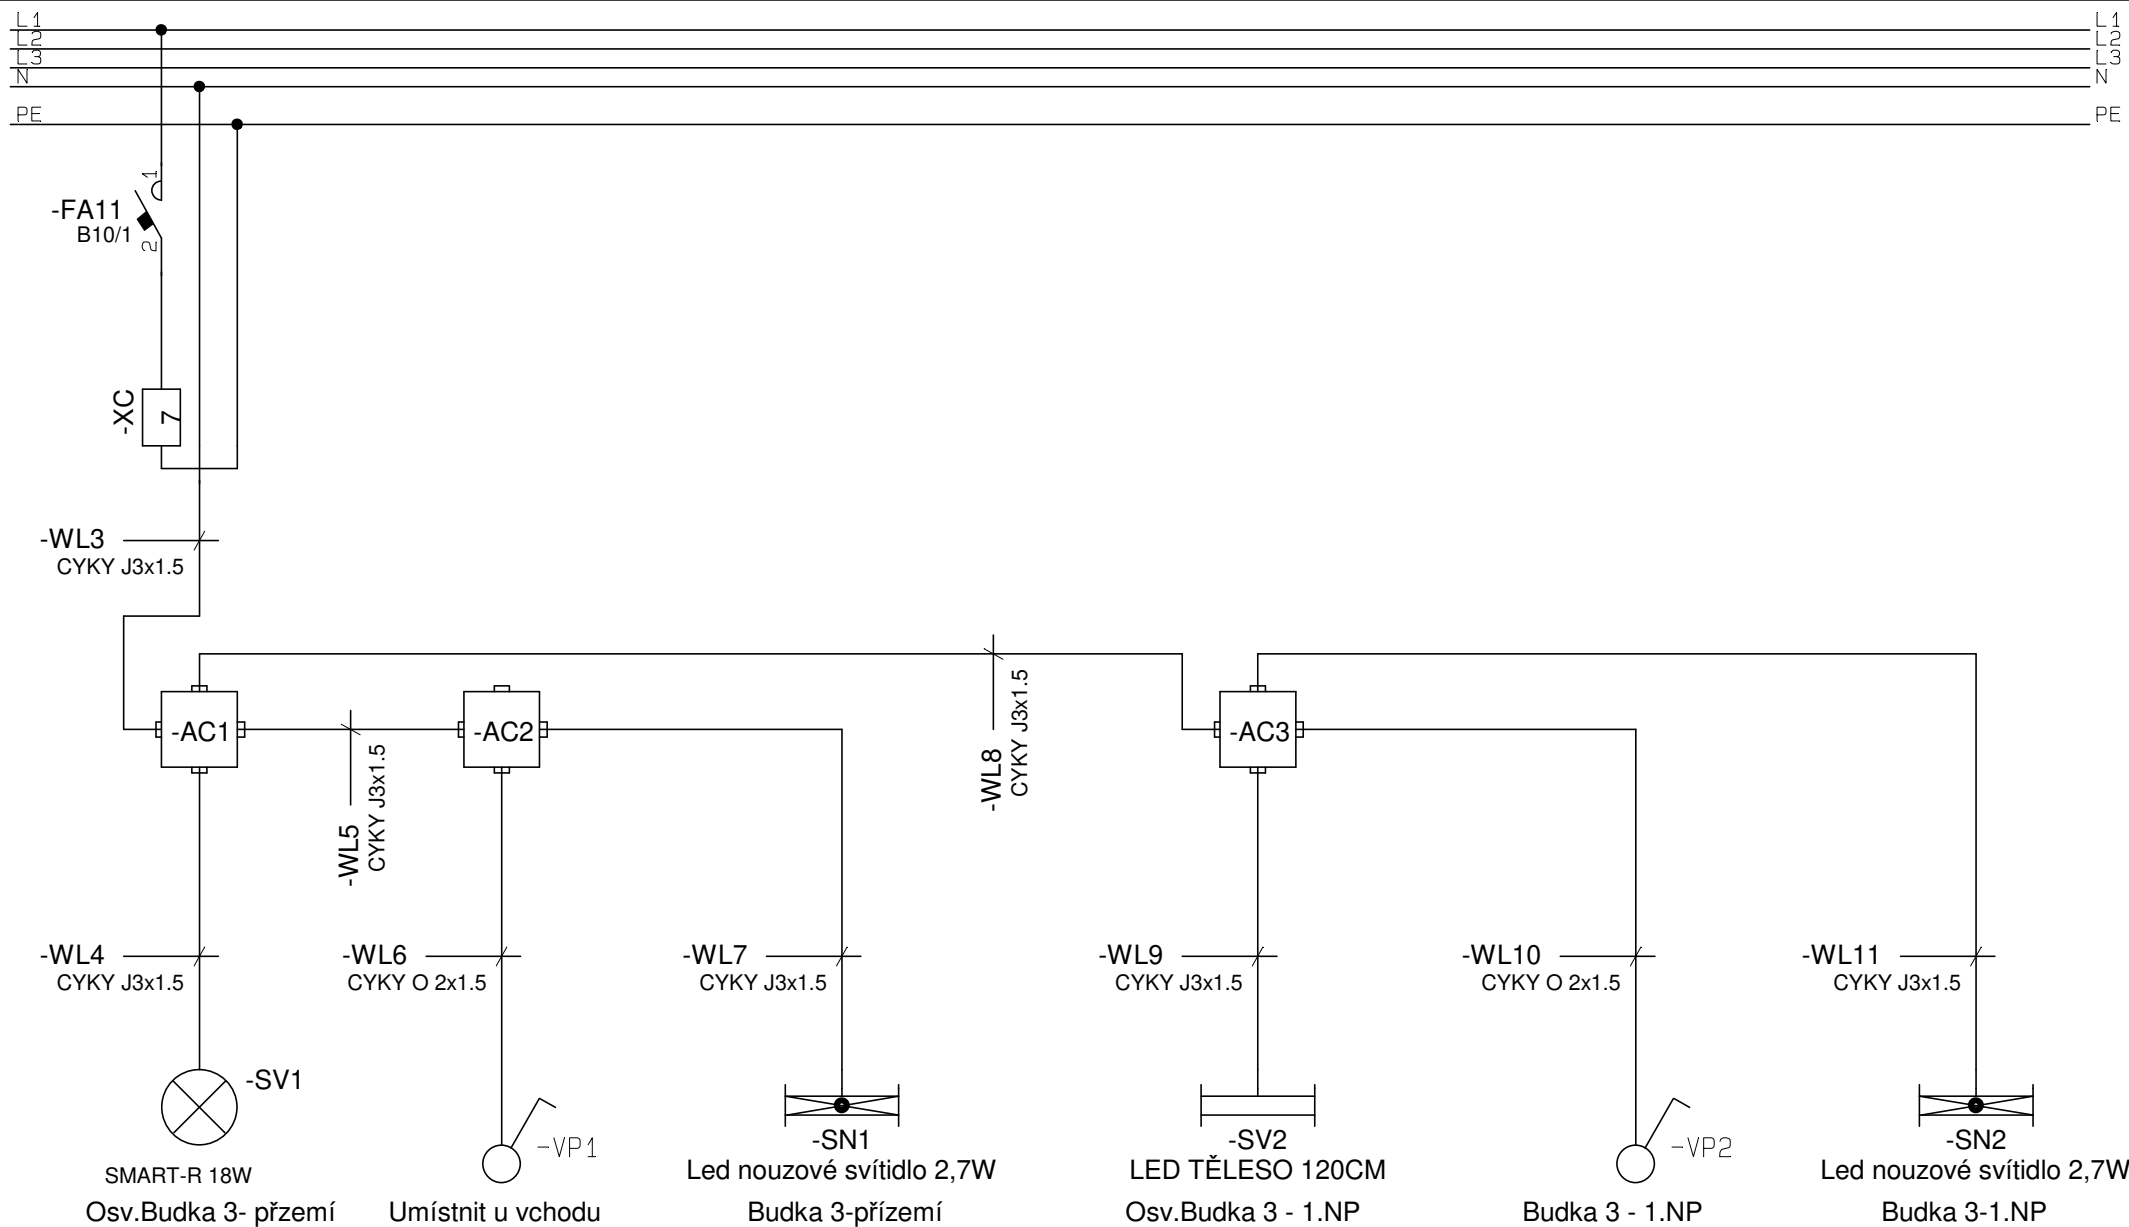 L1 L1
L2 L2
L3 L3
N N
PE PE
1
-FA11
B10/1
2
-XC
7
-WL3
CYKY J3x1.5
-AC1
-AC2
-AC3
-WL5
CYKY J3x1.5
-WL8
CYKY J3x1.5
-WL4
CYKY J3x1.5
-WL6
CYKY O 2x1.5
-WL7
CYKY J3x1.5
-WL9
CYKY J3x1.5
-WL10
CYKY O 2x1.5
-WL11
CYKY J3x1.5
-SV1
SMART-R 18W
Osv.Budka 3- přzemí
-VP1
Umístnit u vchodu
-SN1
Led nouzové svítidlo 2,7W
Budka 3-přízemí
-SV2
LED TĚLESO 120CM
Osv.Budka 3 - 1.NP
-VP2
Budka 3 - 1.NP
-SN2
Led nouzové svítidlo 2,7W
Budka 3-1.NP